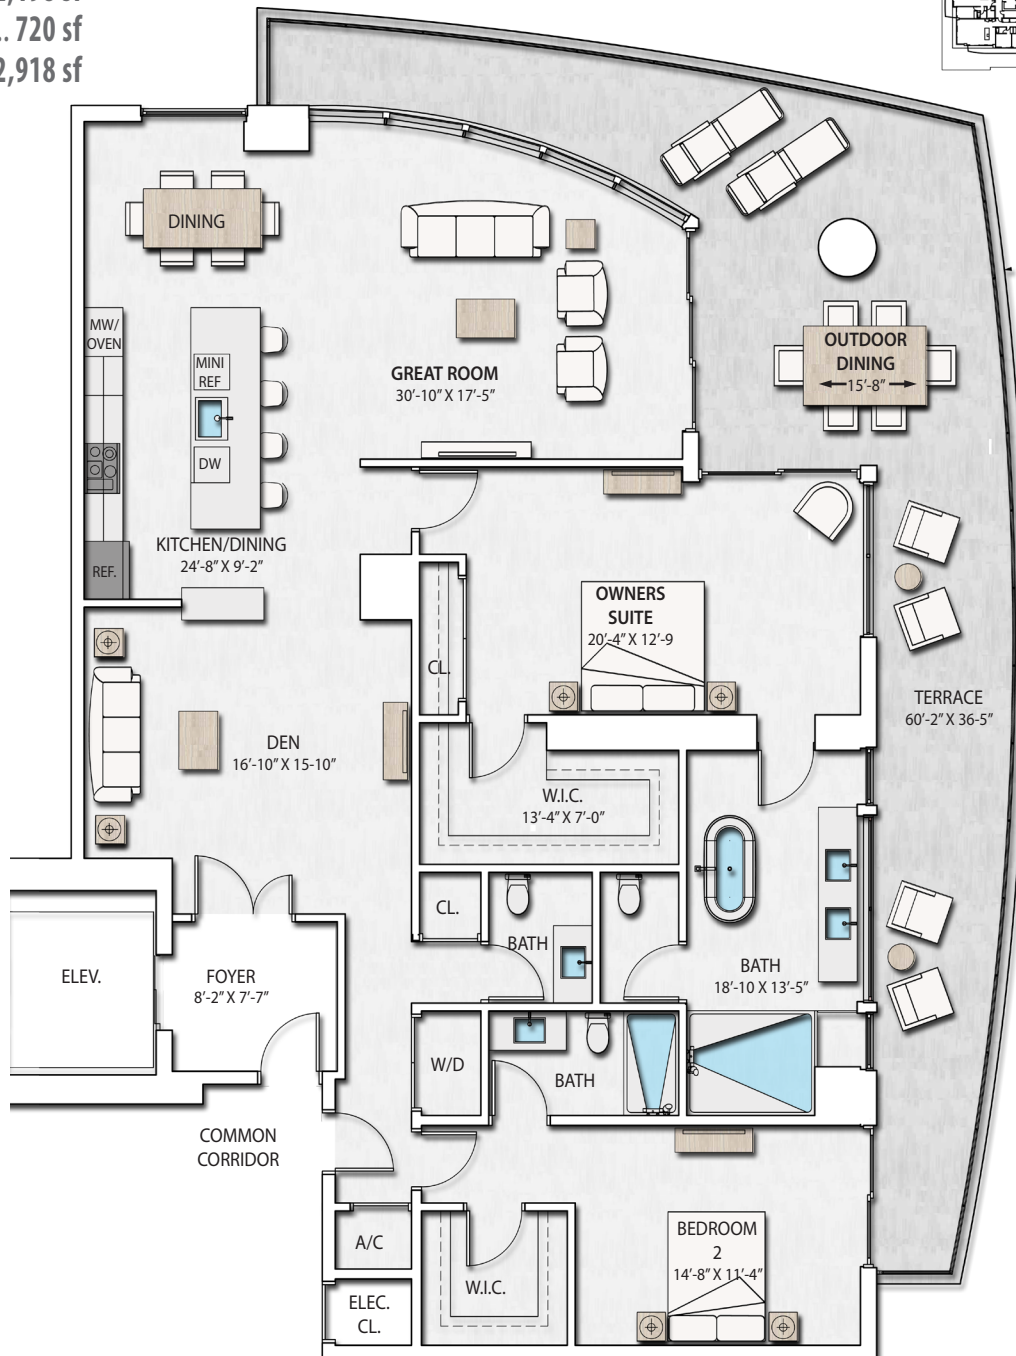 .. 720 sf
2,918 sf
DINING
MW/
OVEN
MINI
REF
DW
REF.
KITCHEN/DINING
24'-8" X 9'-2"
GREAT ROOM
30'-10" X 17'-5"
OUTDOOR
DINING
15'-8"
OWNERS
SUITE
20'-4" X 12'-9
CL.
TERRACE
60'-2" X 36-5"
DEN
16'-10" X 15-10"
W.I.C.
13'-4" X 7'-0"
CL.
BATH
BATH
18'-10 X 13'-5"
ELEV.
FOYER
8'-2" X 7'-7"
W/D
BATH
COMMON
CORRIDOR
A/C
ELEC.
CL.
W.I.C.
BEDROOM
2
14'-8" X 11'-4"